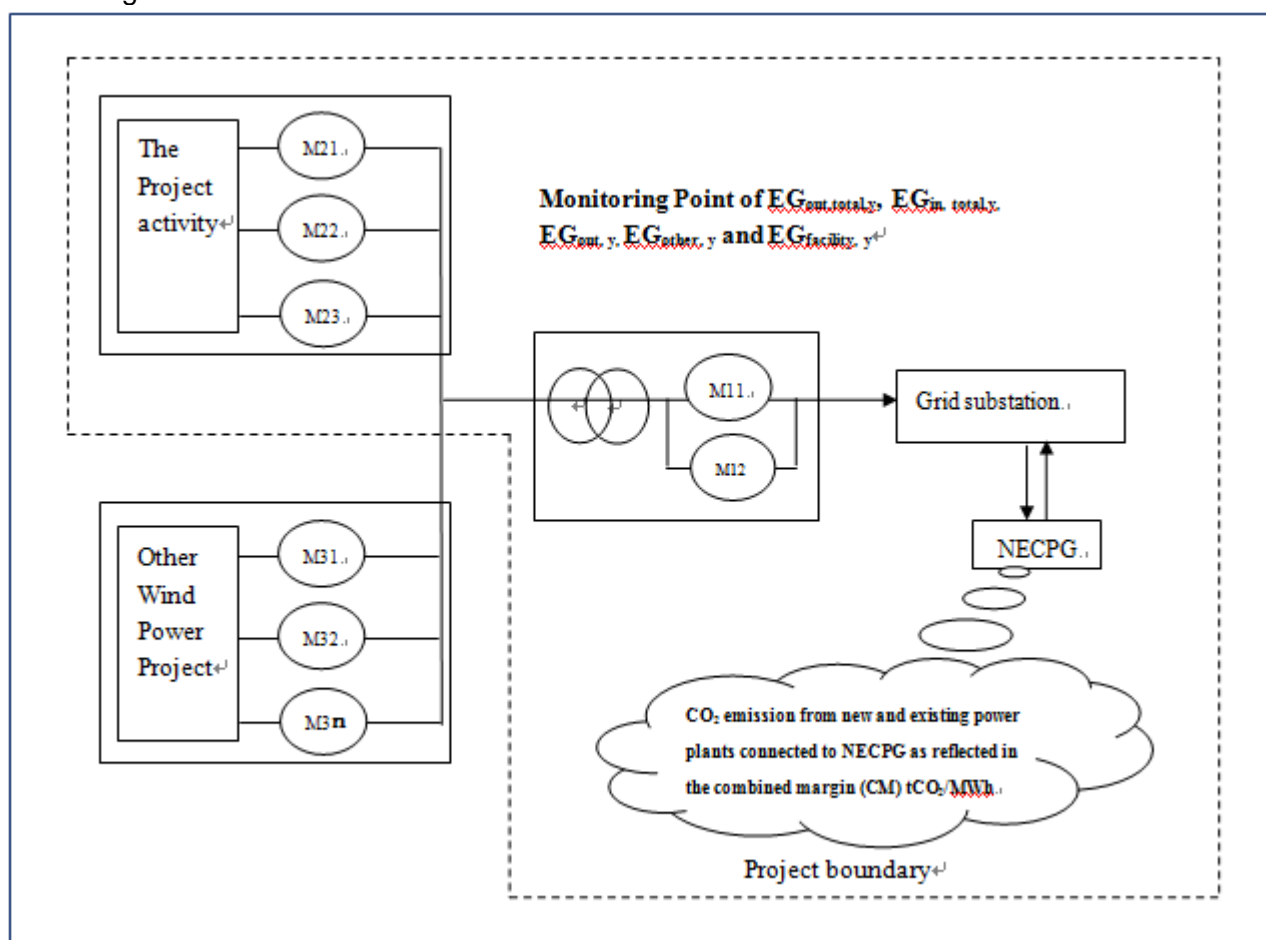 The
Project
activity↵
M21.
M22.
M23.
Monitoring Point of EGout,total,y, EGin, total,y,
EGout, y, EGother, y and EGfacility, y↵
M11.
M12
Grid substation.
NECPG.
Other
Wind
Power
Project↵
M31.
M32.
M3n
CO₂ emission from new and existing power
plants connected to NECPG as reflected in
the combined margin (CM) tCO₂/MWh.
Project boundary↵